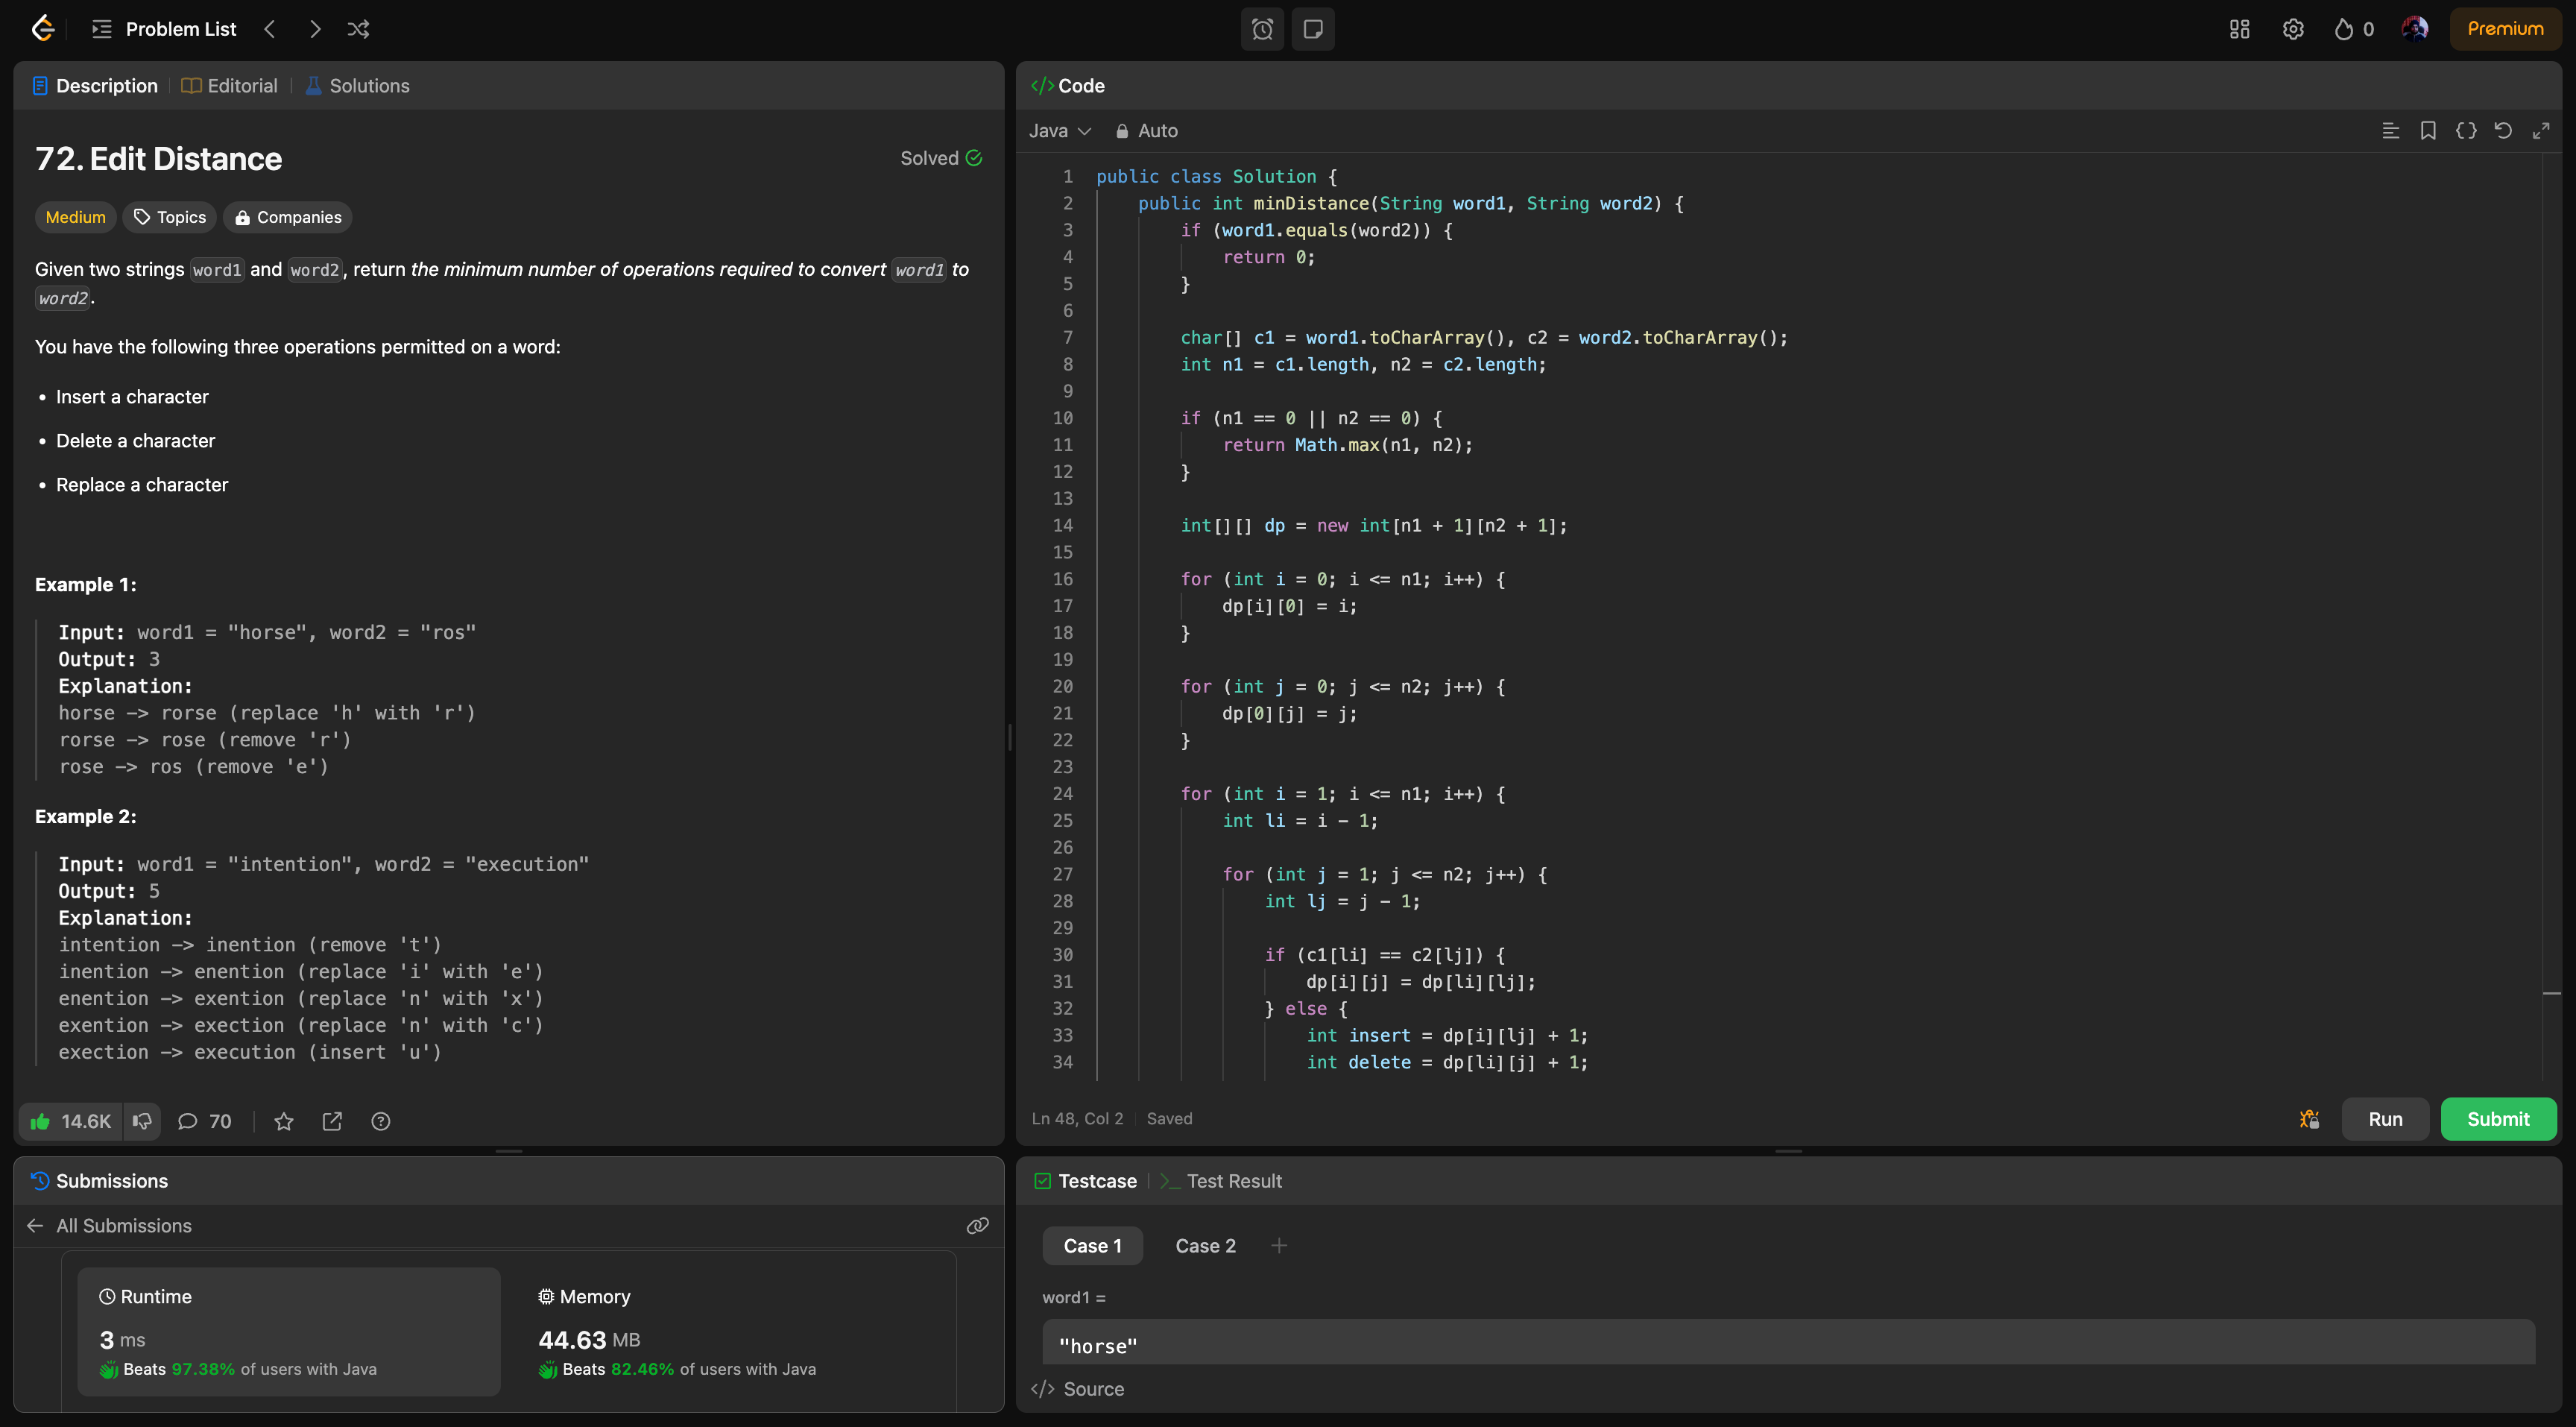 Problem List
0
Premium
Description
Editorial
Solutions
72. Edit Distance
Solved
Medium
Topics
Companies
Given two strings word1 and word2, return the minimum number of operations required to convert word1 to
word2.
You have the following three operations permitted on a word:
• Insert a character
• Delete a character
• Replace a character
Example 1:
Input: word1 = "horse", word2 = "ros"
Output: 3
Explanation:
horse -> rorse (replace 'h' with 'r')
rorse -> rose (remove 'r')
rose -> ros (remove 'e')
Example 2:
Input: word1 = "intention", word2 = "execution"
Output: 5
Explanation:
intention -> inention (remove 't')
inention -> enention (replace 'i' with 'e')
enention -> exention (replace 'n' with 'x')
exention -> exection (replace 'n' with 'c')
exection -> execution (insert 'u')
14.6K
70
Submissions
All Submissions
Runtime
3 ms
Beats 97.38% of users with Java
Memory
44.63 MB
Beats 82.46% of users with Java
</> Code
Java
Auto
1 public class Solution {
2 public int minDistance(String word1, String word2) {
3 if (word1.equals(word2)) {
4 return 0;
5 }
6
7 char[] c1 = word1.toCharArray(), c2 = word2.toCharArray();
8 int n1 = c1.length, n2 = c2.length;
9
10 if (n1 == 0 || n2 == 0) {
11 return Math.max(n1, n2);
12 }
13
14 int[][] dp = new int[n1 + 1][n2 + 1];
15
16 for (int i = 0; i <= n1; i++) {
17 dp[i][0] = i;
18 }
19
20 for (int j = 0; j <= n2; j++) {
21 dp[0][j] = j;
22 }
23
24 for (int i = 1; i <= n1; i++) {
25 int li = i - 1;
26
27 for (int j = 1; j <= n2; j++) {
28 int lj = j - 1;
29
30 if (c1[li] == c2[lj]) {
31 dp[i][j] = dp[li][lj];
32 } else {
33 int insert = dp[i][lj] + 1;
34 int delete = dp[li][j] + 1;
Ln 48, Col 2
Saved
Run
Submit
Testcase
Test Result
Case 1
Case 2
word1 =
"horse"
</> Source